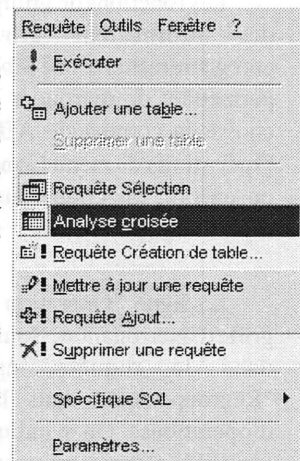 Requête Outils Fenêtre ?
Exécuter
Ajouter une table...
Supprimer une table
Requête Sélection
Analyse croisée
Requête Création de table...
Mettre à jour une requête
Requête Ajout...
Supprimer une requête
Spécifique SQL
Paramètres...